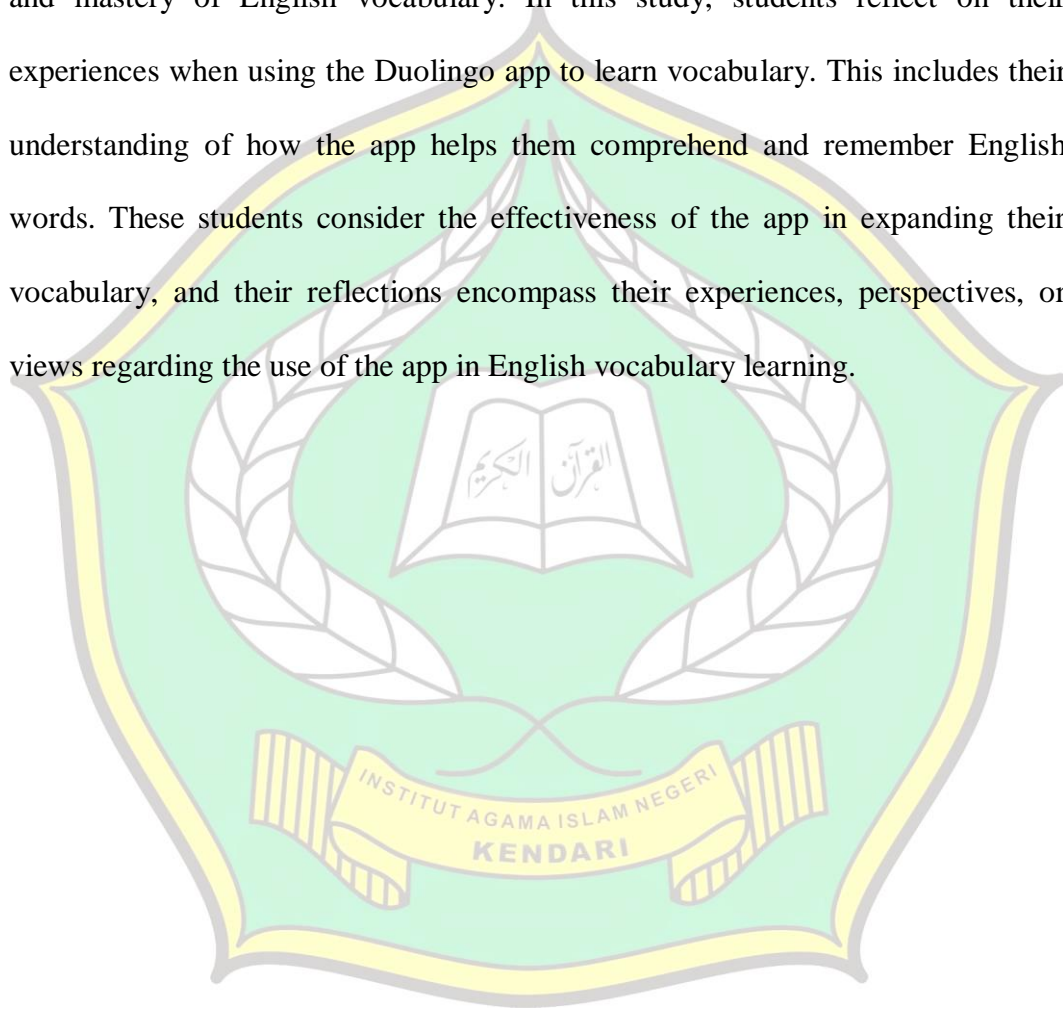 and mastery of English vocabulary. In this study, students reflect on their
experiences when using the Duolingo app to learn vocabulary. This includes their
understanding of how the app helps them comprehend and remember English
words. These students consider the effectiveness of the app in expanding their
vocabulary, and their reflections encompass their experiences, perspectives, or
views regarding the use of the app in English vocabulary learning.
القرآن الكريم
INSTITUT AGAMA ISLAM NEGERI
KENDARI